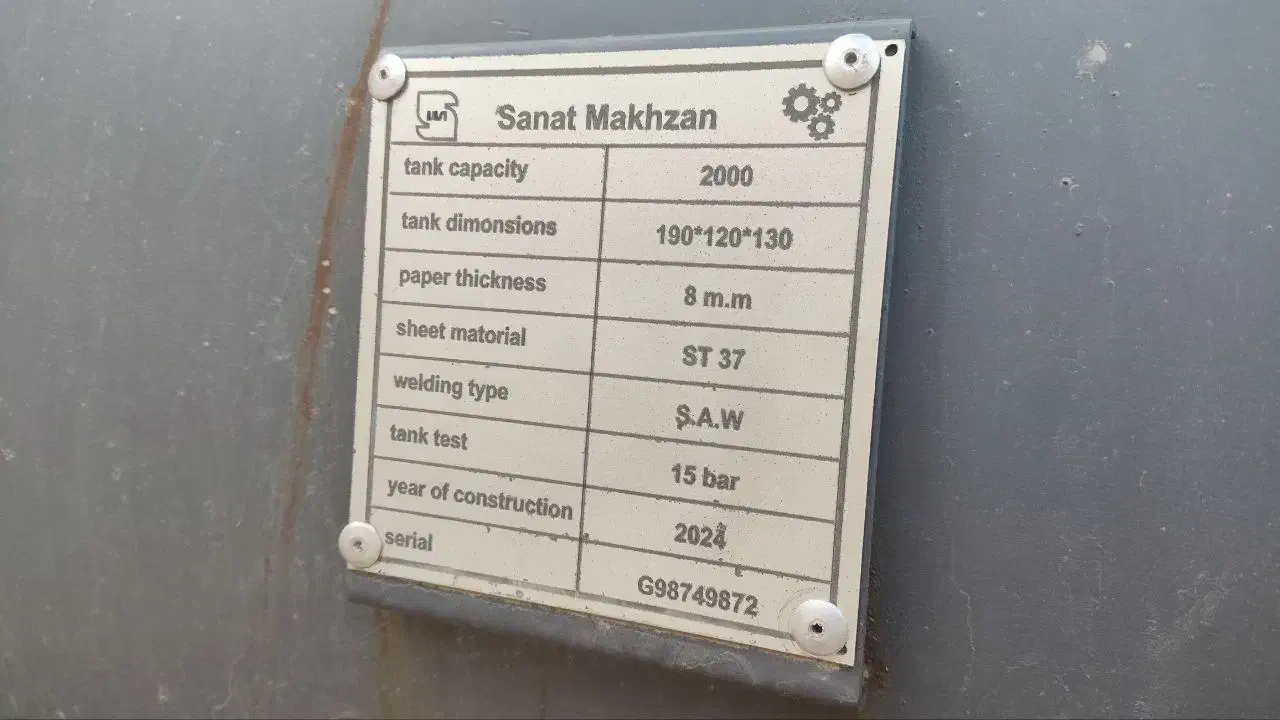 Sanat Makhzan
tank capacity 2000
tank dimonsions 190*120*130
paper thickness 8 m.m
sheet matorial ST 37
welding type S.A.W
tank test 15 bar
year of construction 2024
serial G98749872